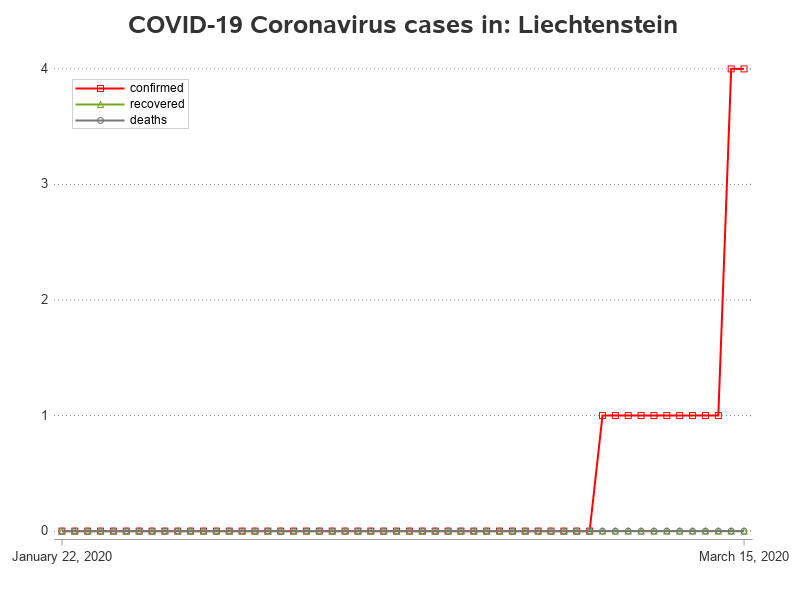 COVID-19 Coronavirus cases in: Liechtenstein
4
confirmed
recovered
deaths
3
2
1
0
January 22, 2020
March 15, 2020